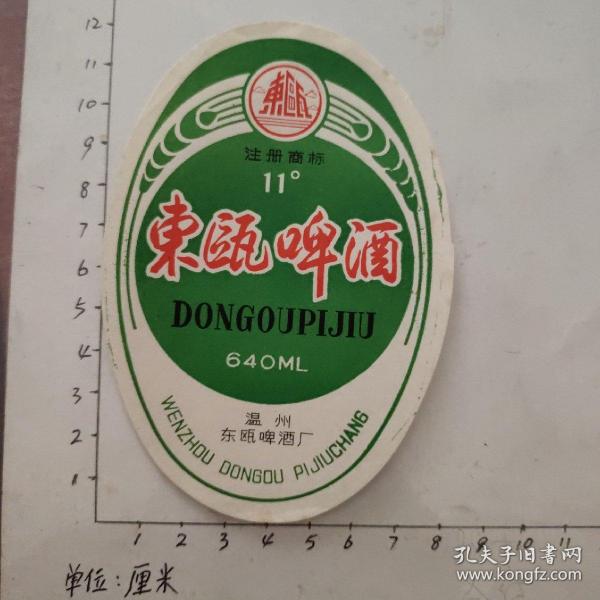 東瓯
注册商标
11°
東瓯啤酒
DONGOUPIJIU
640ML
温州
东瓯啤酒厂
WENZHOU DONGOU PIJIUCHANG
12
11
10
9
8
7
6
5
4
3
2
1
1 2 3 4 5 6 7 8 9 10 11
单位:厘米
孔夫子旧书网
www.kongfz.com